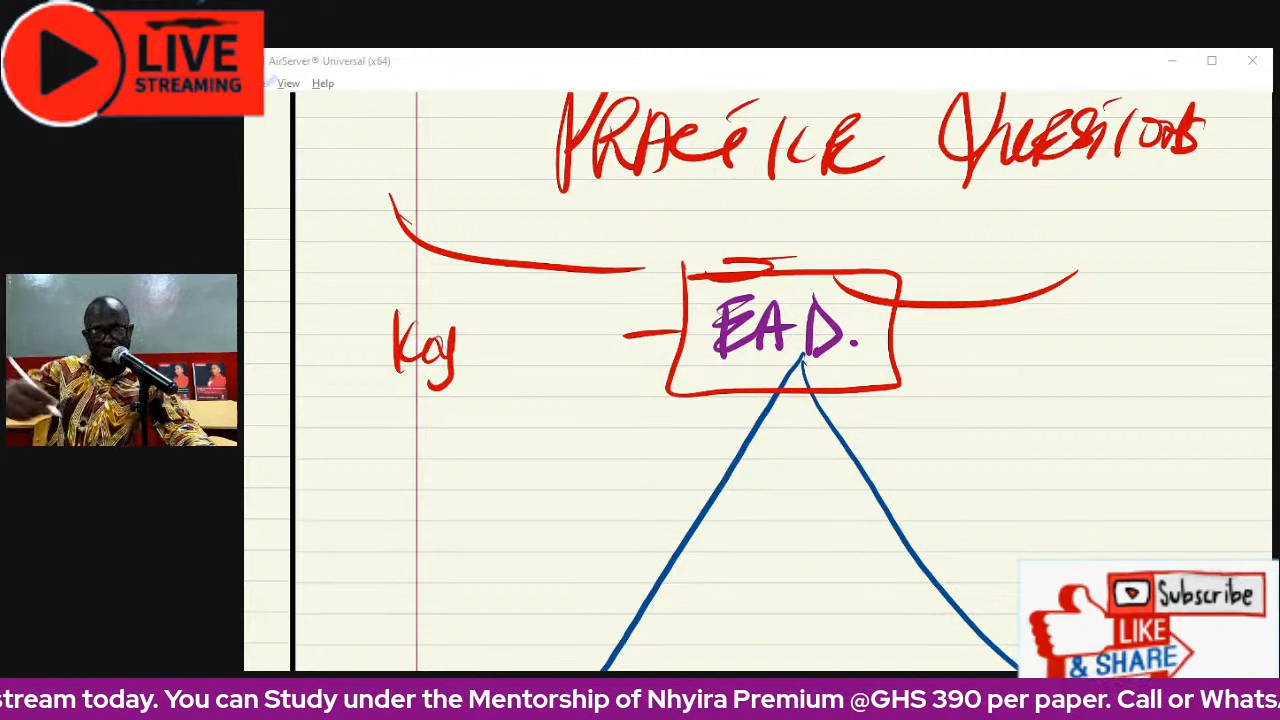 LIVE
STREAMING
AirServer® Universal (x64)
View Help
PRACTICE QUESTIONS
EAD.
Subscribe
LIKE
& SHARE
stream today. You can Study under the Mentorship of Nhyira Premium @GHS 390 per paper. Call or Whats